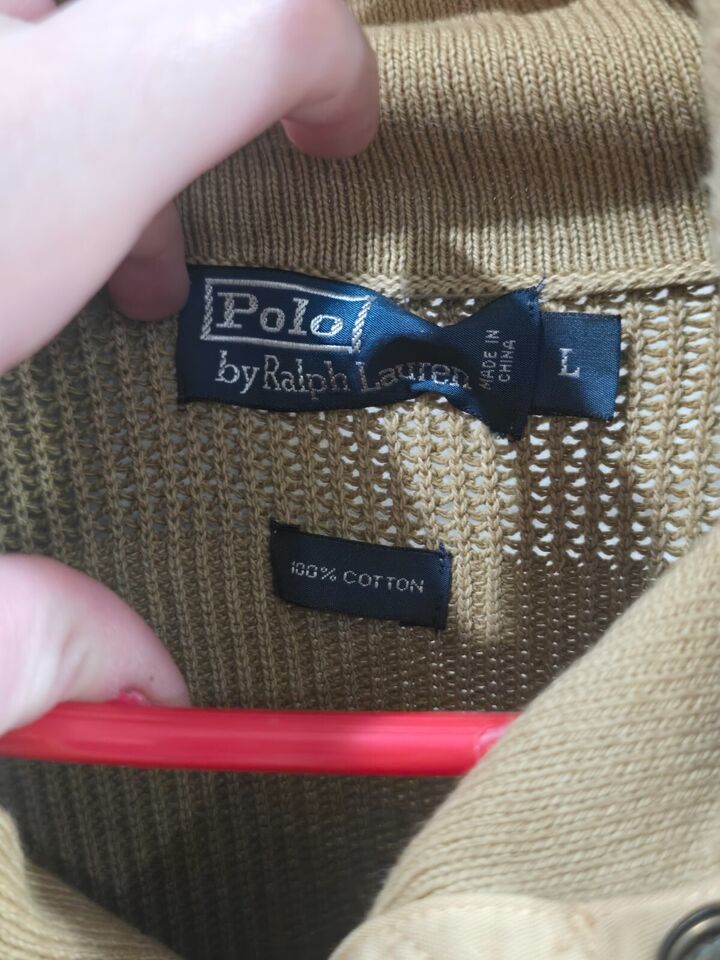 Polo
by Ralph Lauren
MADE IN
CHINA
L
100% COTTON